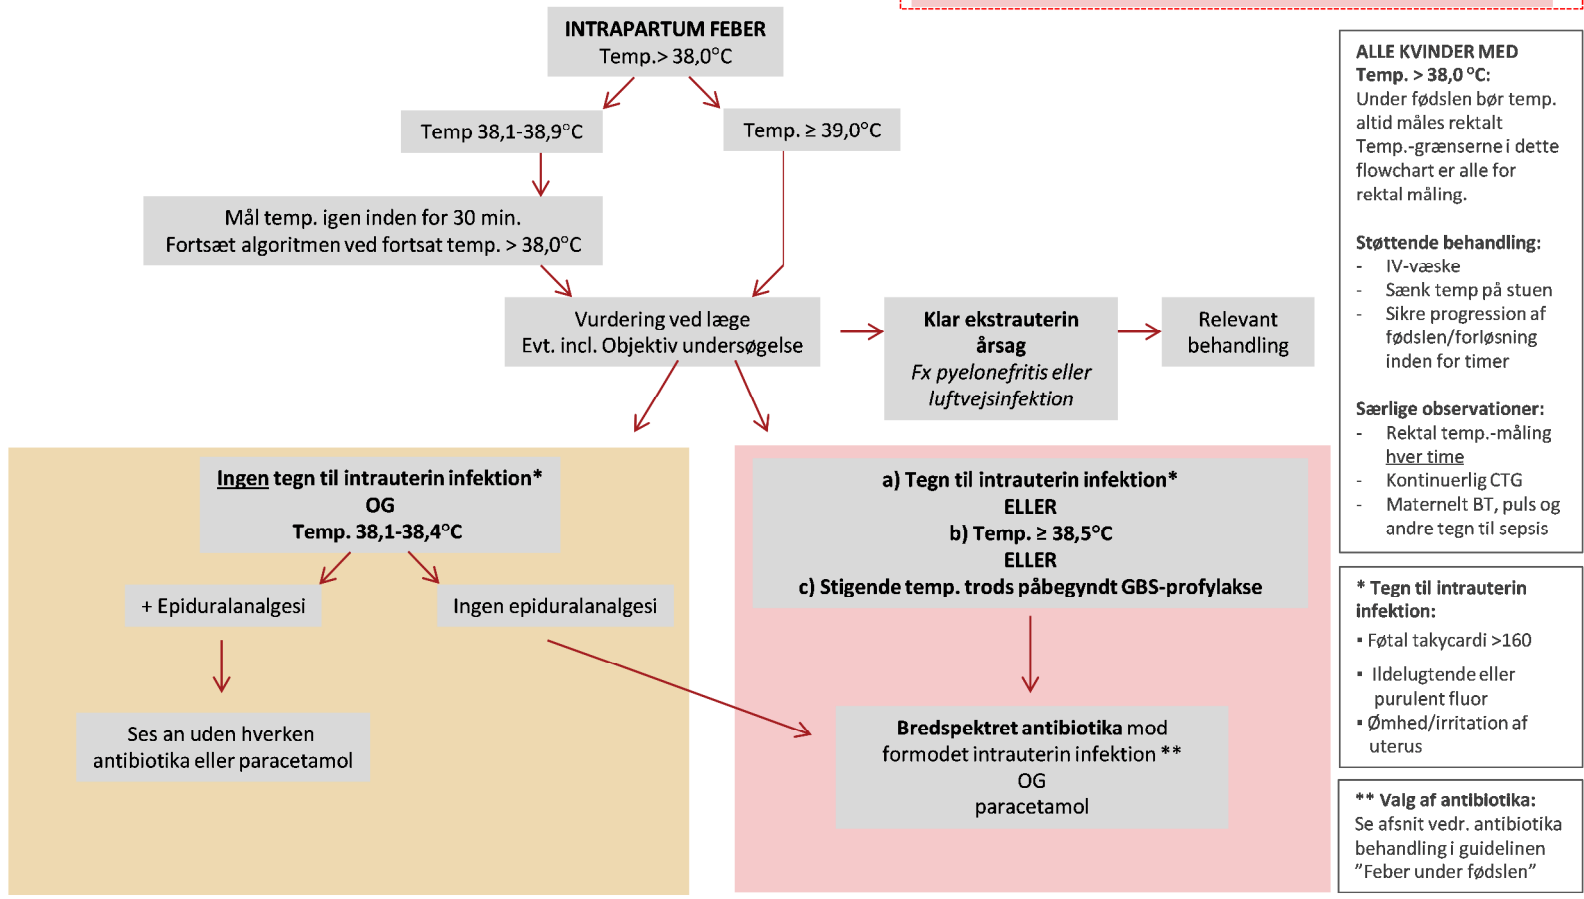 INTRAPARTUM FEBER
Temp.> 38,0°C
Temp 38,1-38,9°C
Temp. ≥ 39,0°C
Mål temp. igen inden for 30 min.
Fortsæt algoritmen ved fortsat temp. > 38,0°C
Vurdering ved læge
Evt. incl. Objektiv undersøgelse
Klar ekstrauterin
årsag
Fx pyelonefritis eller
luftvejsinfektion
Relevant
behandling
Ingen tegn til intrauterin infektion*
OG
Temp. 38,1-38,4°C
+ Epiduralanalgesi
Ingen epiduralanalgesi
Ses an uden hverken
antibiotika eller paracetamol
a) Tegn til intrauterin infektion*
ELLER
b) Temp. ≥ 38,5°C
ELLER
c) Stigende temp. trods påbegyndt GBS-profylakse
Bredspektret antibiotika mod
formodet intrauterin infektion **
OG
paracetamol
ALLE KVINDER MED
Temp. > 38,0 °C:
Under fødslen bør temp.
altid måles rektalt
Temp.-grænserne i dette
flowchart er alle for
rektal måling.
Støttende behandling:
- IV-væske
- Sænk temp på stuen
- Sikre progression af
fødslen/forløsning
inden for timer
Særlige observationer:
- Rektal temp.-måling
hver time
- Kontinuerlig CTG
- Maternelt BT, puls og
andre tegn til sepsis
* Tegn til intrauterin
infektion:
▪ Føtal takycardi >160
▪ Ildelugtende eller
purulent fluor
▪ Ømhed/irritation af
uterus
** Valg af antibiotika:
Se afsnit vedr. antibiotika
behandling i guidelinen
”Feber under fødslen”